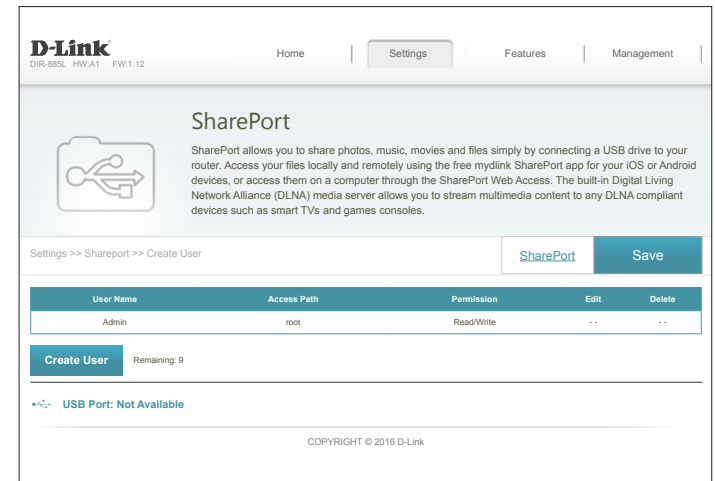 D-Link
DIR-885L HW:A1 FW:1.12
Home
Settings
Features
Management
SharePort
SharePort allows you to share photos, music, movies and files simply by connecting a USB drive to your
router. Access your files locally and remotely using the free mydlink SharePort app for your iOS or Android
devices, or access them on a computer through the SharePort Web Access. The built-in Digital Living
Network Alliance (DLNA) media server allows you to stream multimedia content to any DLNA compliant
devices such as smart TVs and games consoles.
Settings >> Shareport >> Create User
SharePort
Save
User Name Access Path Permission Edit Delete
Admin root Read/Write - - - -
Create User Remaining: 9
USB Port: Not Available
COPYRIGHT © 2016 D-Link